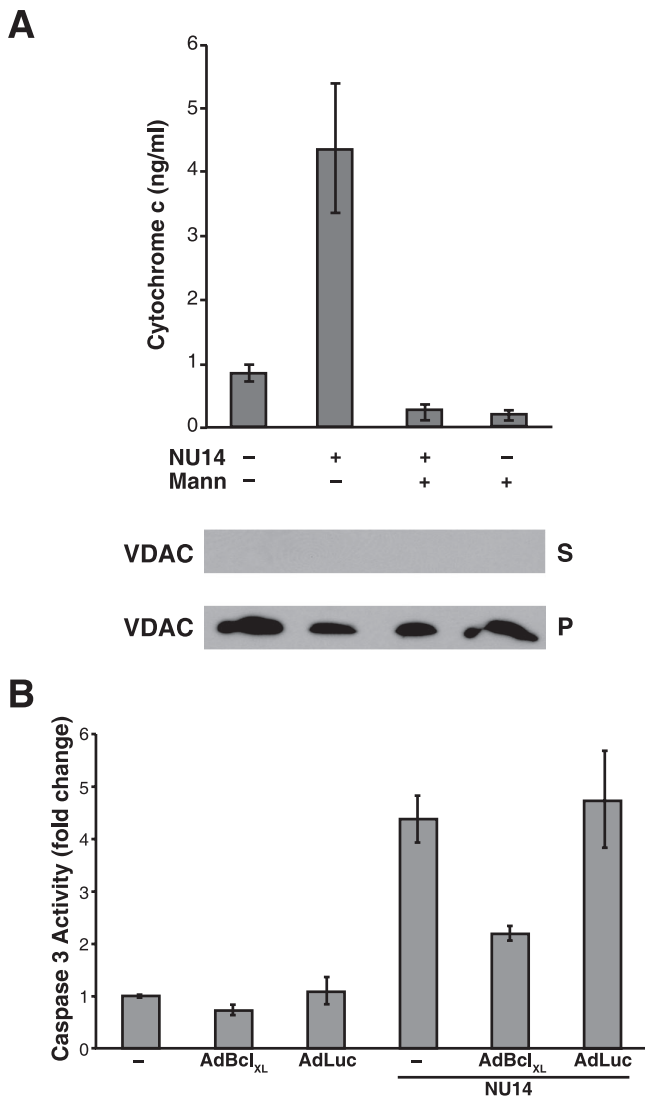 A
Cytochrome c (ng/ml)
6
5
4
3
2
1
0
NU14 – + + –
Mann – – + +
VDAC S
VDAC P
B
Caspase 3 Activity (fold change)
6
5
4
3
2
1
0
– AdBclXL AdLuc – AdBclXL AdLuc
NU14